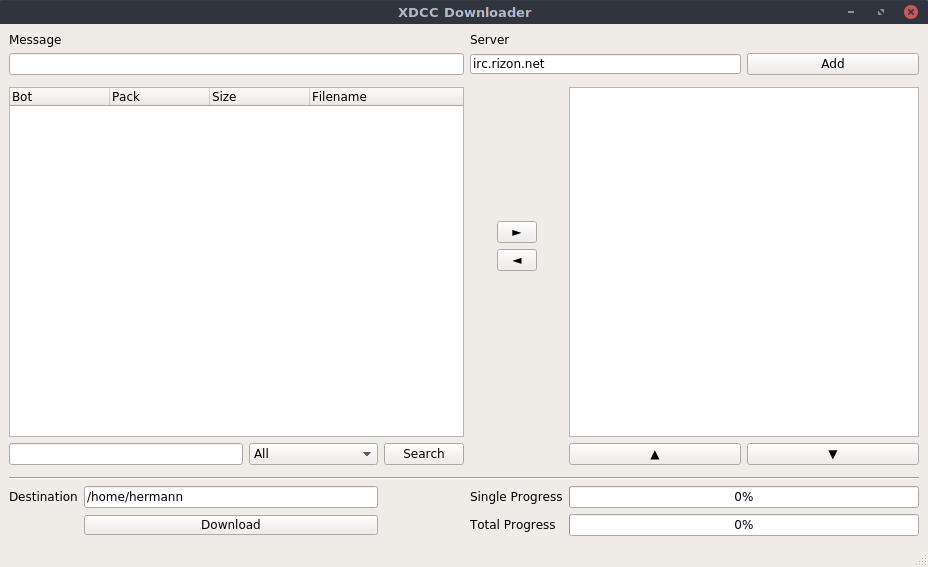 XDCC Downloader
Message
Server
irc.rizon.net
Add
Bot Pack Size Filename
►
◄
All
Search
▲ ▼
Destination /home/hermann
Single Progress 0%
Download
Total Progress 0%